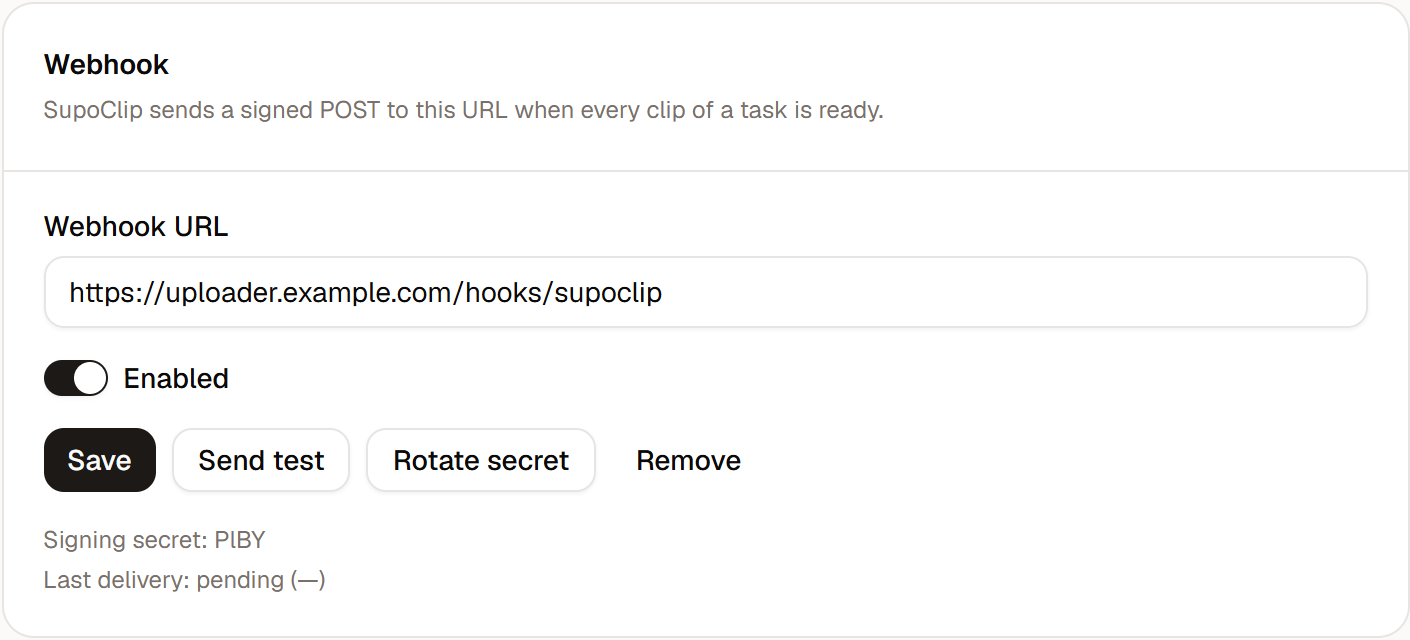 Webhook
SupoClip sends a signed POST to this URL when every clip of a task is ready.
Webhook URL
https://uploader.example.com/hooks/supoclip
Enabled
Save Send test Rotate secret Remove
Signing secret: PlBY
Last delivery: pending (—)